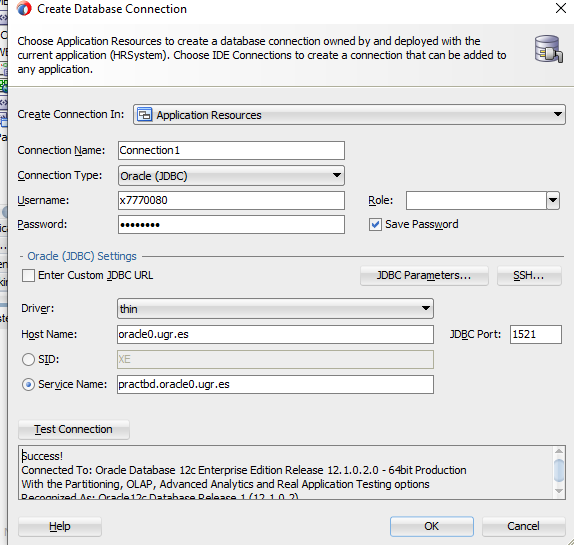 Create Database Connection
Choose Application Resources to create a database connection owned by and deployed with the
current application (HRSystem). Choose IDE Connections to create a connection that can be added to
any application.
Create Connection In: Application Resources
Connection Name: Connection1
Connection Type: Oracle (JDBC)
Username: x7770080 Role:
Password: •••••••• Save Password
Oracle (JDBC) Settings
Enter Custom JDBC URL JDBC Parameters... SSH...
Driver: thin
Host Name: oracle0.ugr.es JDBC Port: 1521
SID: XE
Service Name: practbd.oracle0.ugr.es
Test Connection
Success!
Connected To: Oracle Database 12c Enterprise Edition Release 12.1.0.2.0 - 64bit Production
With the Partitioning, OLAP, Advanced Analytics and Real Application Testing options
Recognized As: Oracle12c Database Release 1 (12.1.0.2)
Help OK Cancel